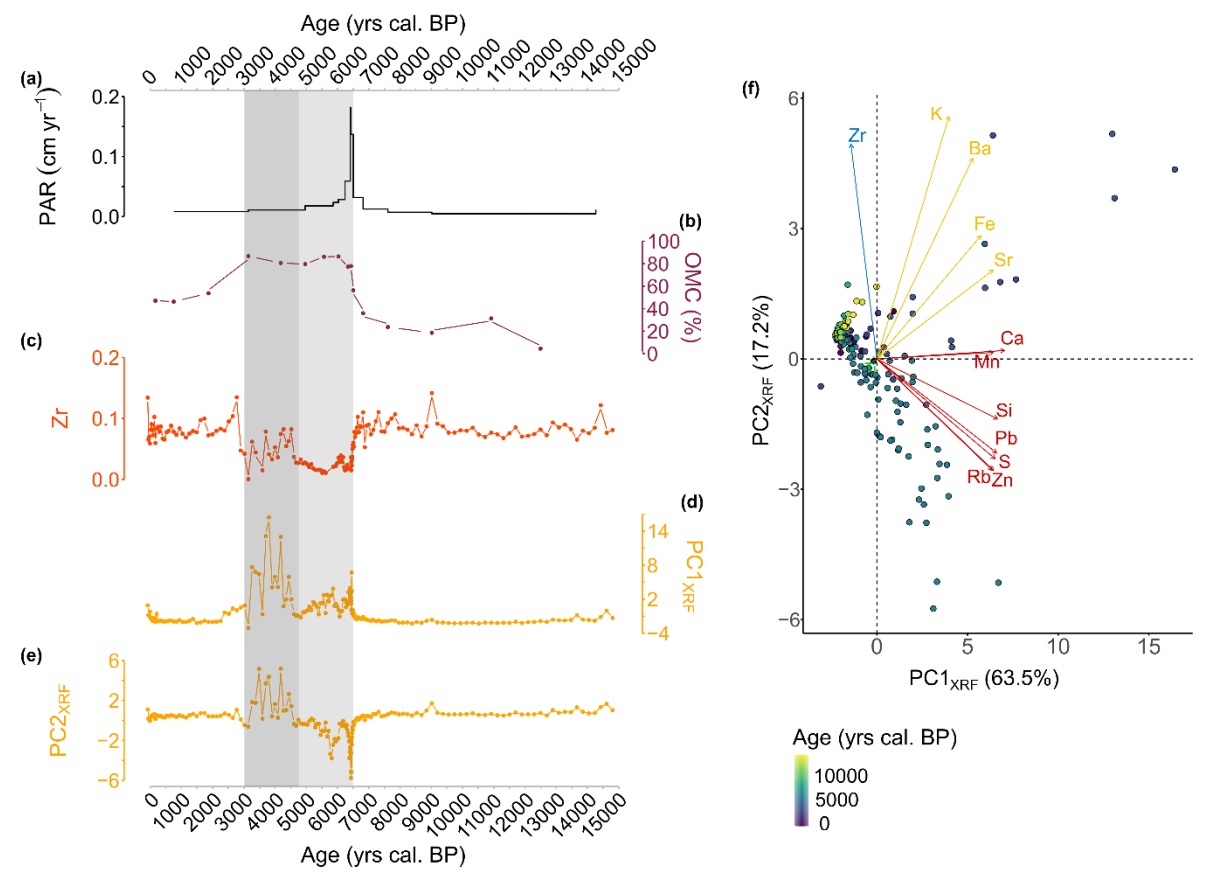 Age (yrs cal. BP)
0 1000 2000 3000 4000 5000 6000 7000 8000 9000 10000 11000 12000 13000 14000 15000
(a)
PAR (cm yr−1)
0.2
0.1
0.0
(b)
OMC (%)
100
80
60
40
20
0
(c)
Zr
0.2
0.1
0.0
(d)
PC1XRF
14
8
2
−4
(e)
PC2XRF
6
2
−2
−6
0 1000 2000 3000 4000 5000 6000 7000 8000 9000 10000 11000 12000 13000 14000 15000
Age (yrs cal. BP)
(f)
PC2XRF (17.2%)
6
3
0
−3
−6
Zr
K
Ba
Fe
Sr
Ca
Mn
Si
Pb
S
Rb
Zn
0 5 10 15
PC1XRF (63.5%)
Age (yrs cal. BP)
10000
5000
0